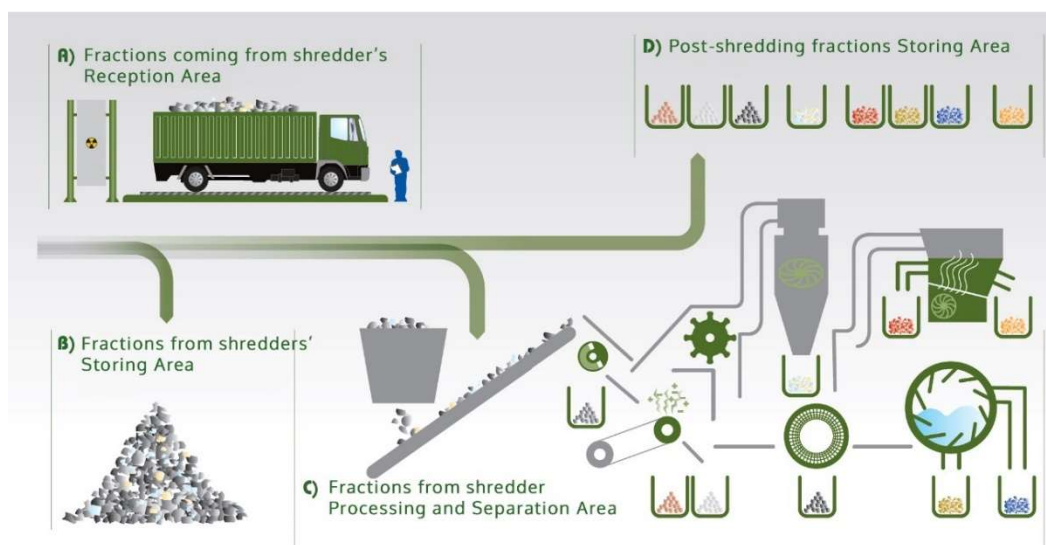 A) Fractions coming from shredder's
Reception Area
D) Post-shredding fractions Storing Area
B) Fractions from shredders'
Storing Area
C) Fractions from shredder
Processing and Separation Area